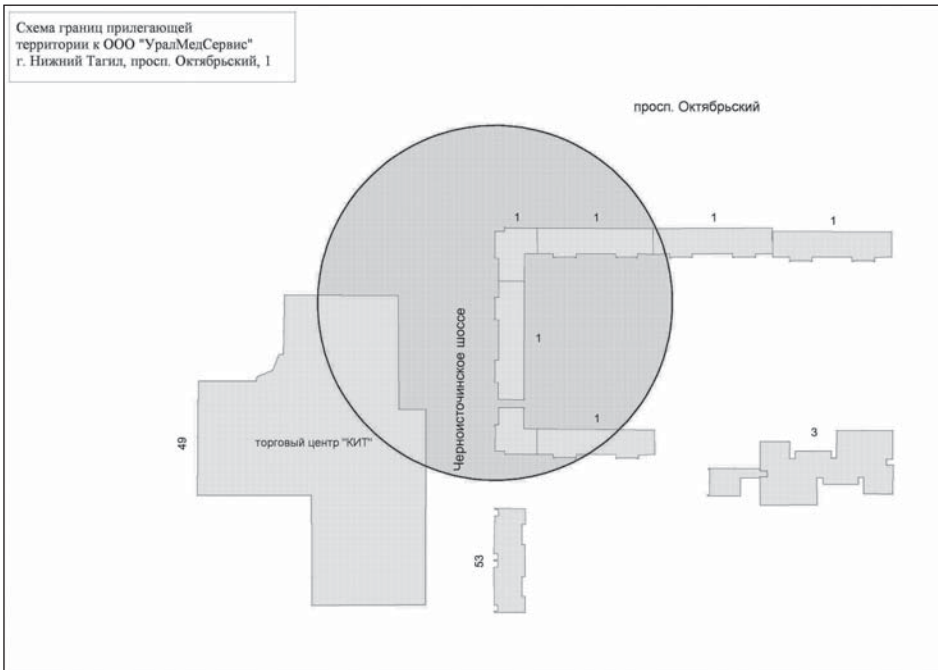 Схема границ прилегающей
территории к ООО "УралМедСервис"
г. Нижний Тагил, просп. Октябрьский, 1
просп. Октябрьский
1
1
1
1
Черноисточинское шоссе
1
1
торговый центр "КИТ"
49
3
53